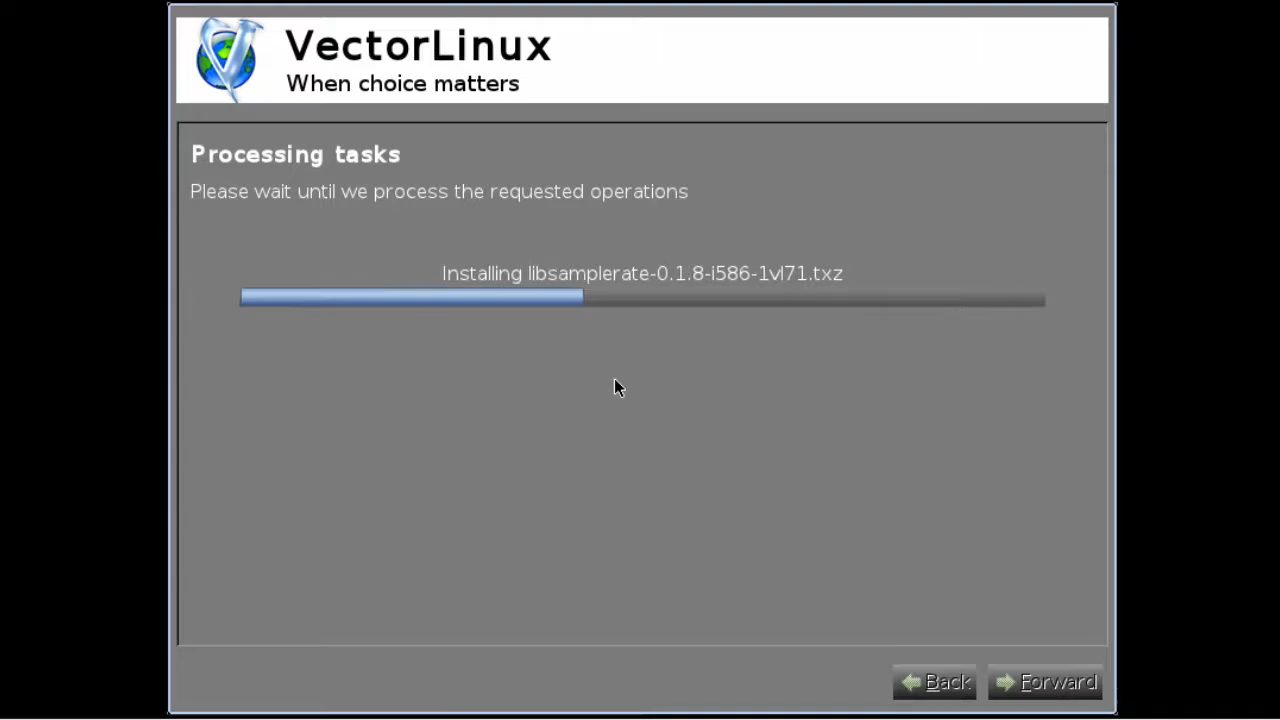 VectorLinux
When choice matters
Processing tasks
Please wait until we process the requested operations
Installing libsamplerate-0.1.8-i586-1vl71.txz
Back
Forward